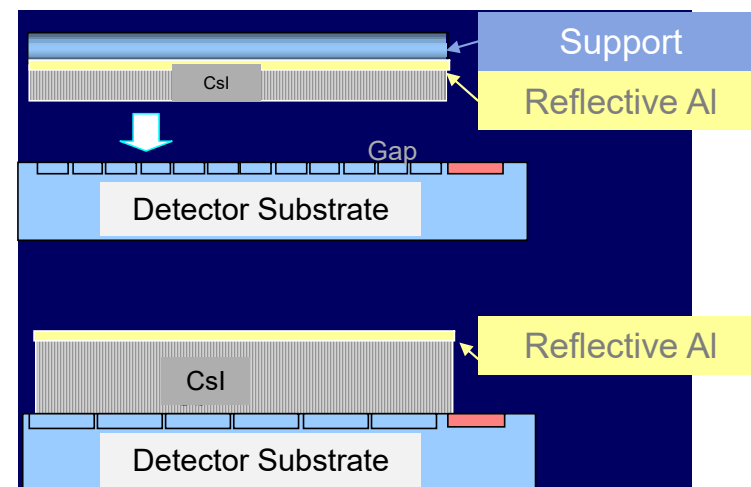 Support
CsI
Reflective Al
Gap
Detector Substrate
Reflective Al
CsI
Detector Substrate